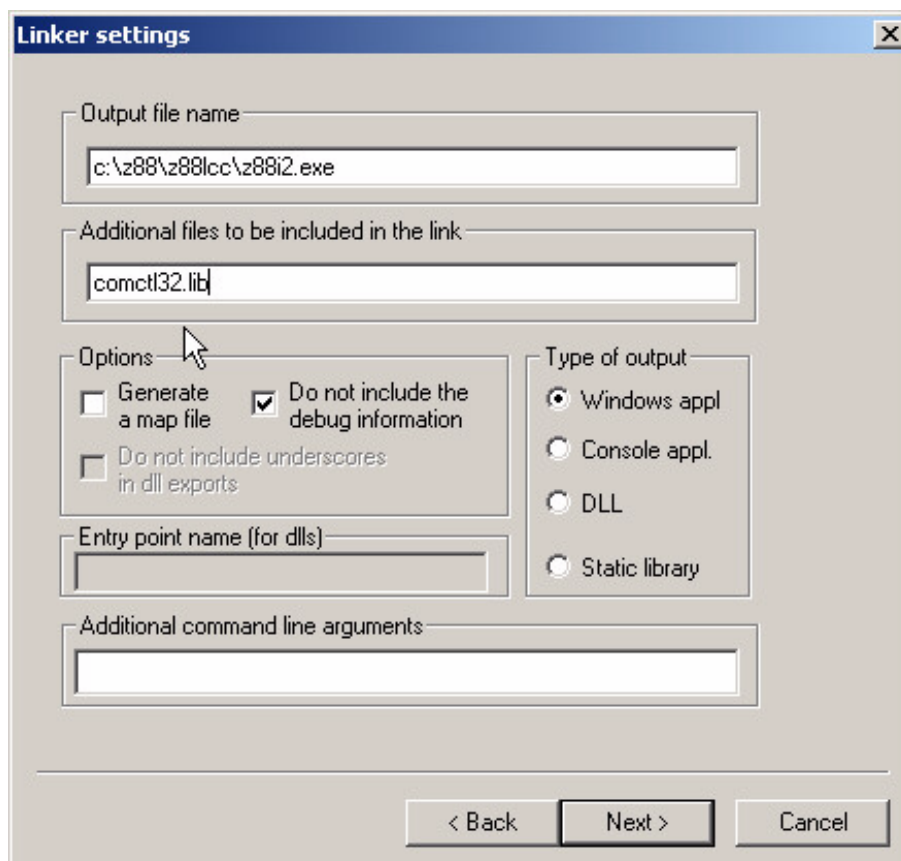 Linker settings
Output file name
c:\z88\z88lcc\z88i2.exe
Additional files to be included in the link
comctl32.lib
Options
Generate
a map file
Do not include the
debug information
Do not include underscores
in dll exports
Type of output
Windows appl
Console appl.
DLL
Static library
Entry point name (for dlls)
Additional command line arguments
< Back
Next >
Cancel